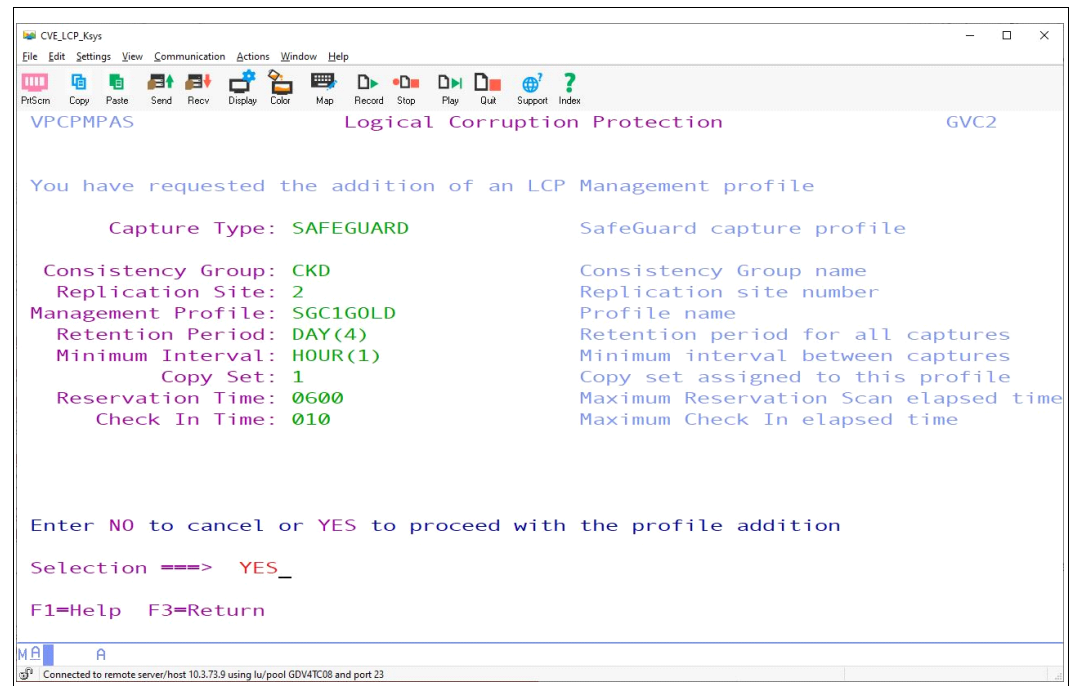 CVE_LCP_Ksys
File Edit Settings View Communication Actions Window Help
PrtScrn Copy Paste Send Recv Display Color Map Record Stop Play Quit Support Index
VPCPMPAS Logical Corruption Protection GVC2
You have requested the addition of an LCP Management profile
Capture Type: SAFEGUARD SafeGuard capture profile
Consistency Group: CKD Consistency Group name
Replication Site: 2 Replication site number
Management Profile: SGC1GOLD Profile name
Retention Period: DAY(4) Retention period for all captures
Minimum Interval: HOUR(1) Minimum interval between captures
Copy Set: 1 Copy set assigned to this profile
Reservation Time: 0600 Maximum Reservation Scan elapsed time
Check In Time: 010 Maximum Check In elapsed time
Enter NO to cancel or YES to proceed with the profile addition
Selection ===> YES_
F1=Help F3=Return
MA A
Connected to remote server/host 10.3.73.9 using lu/pool GDV4TC08 and port 23